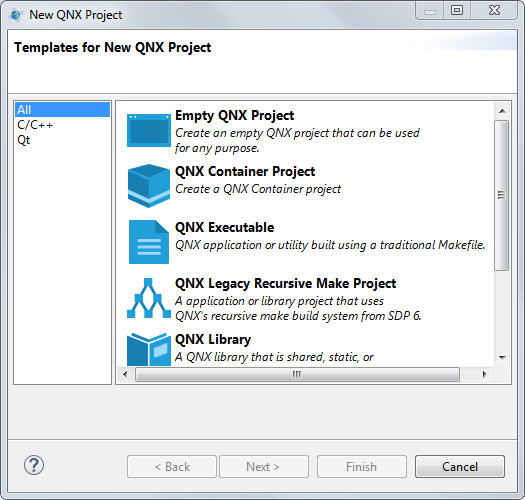 New QNX Project
Templates for New QNX Project
All
C/C++
Qt
Empty QNX Project
Create an empty QNX project that can be used
for any purpose.
QNX Container Project
Create a QNX Container project
QNX Executable
QNX application or utility built using a traditional Makefile.
QNX Legacy Recursive Make Project
A application or library project that uses
QNX's recursive make build system from SDP 6.
QNX Library
A QNX library that is shared, static, or
?
< Back
Next >
Finish
Cancel